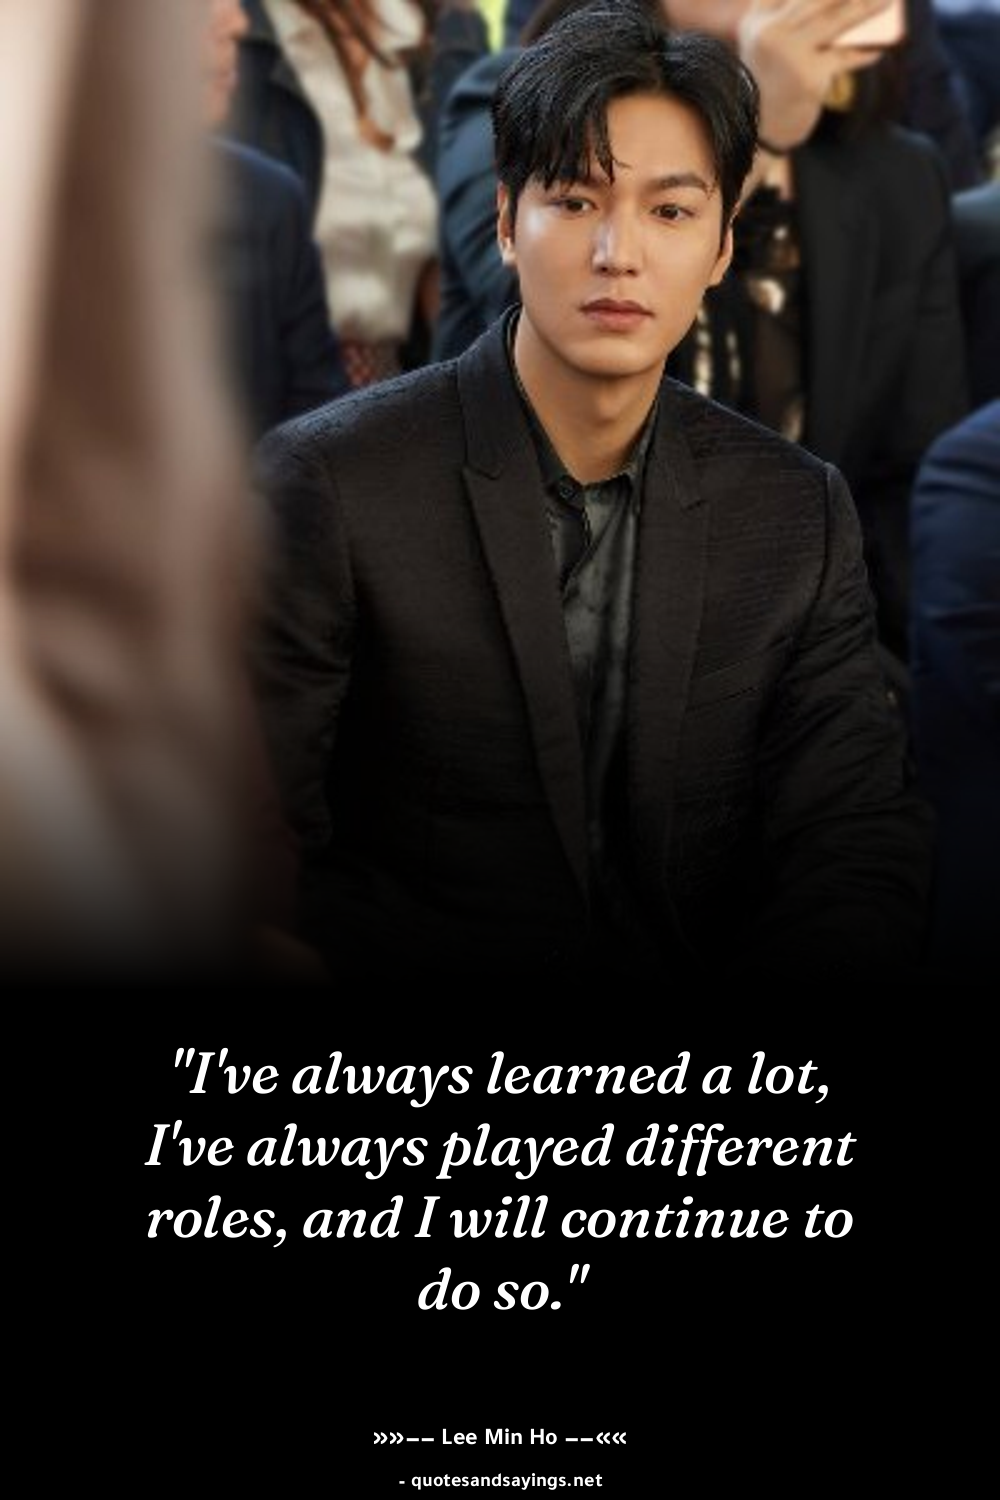 "I've always learned a lot,
I've always played different
roles, and I will continue to
do so."
»»−− Lee Min Ho −−««
- quotesandsayings.net